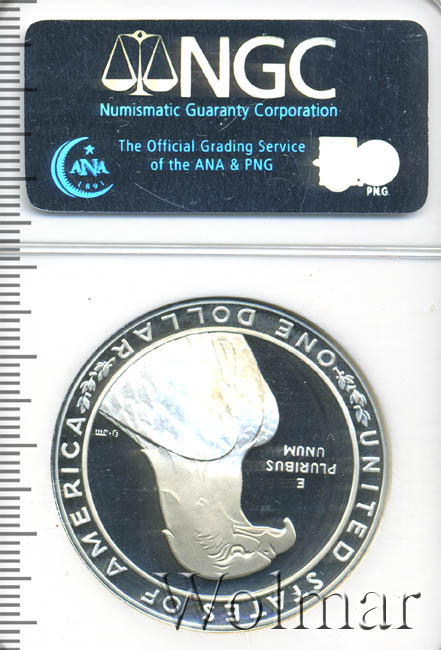 NGC
Numismatic Guaranty Corporation
The Official Grading Service
of the ANA & PNG
ANA
1891
P.N.G.
UNITED STATES OF AMERICA
ONE DOLLAR
E
PLURIBUS
UNUM
Wolmar